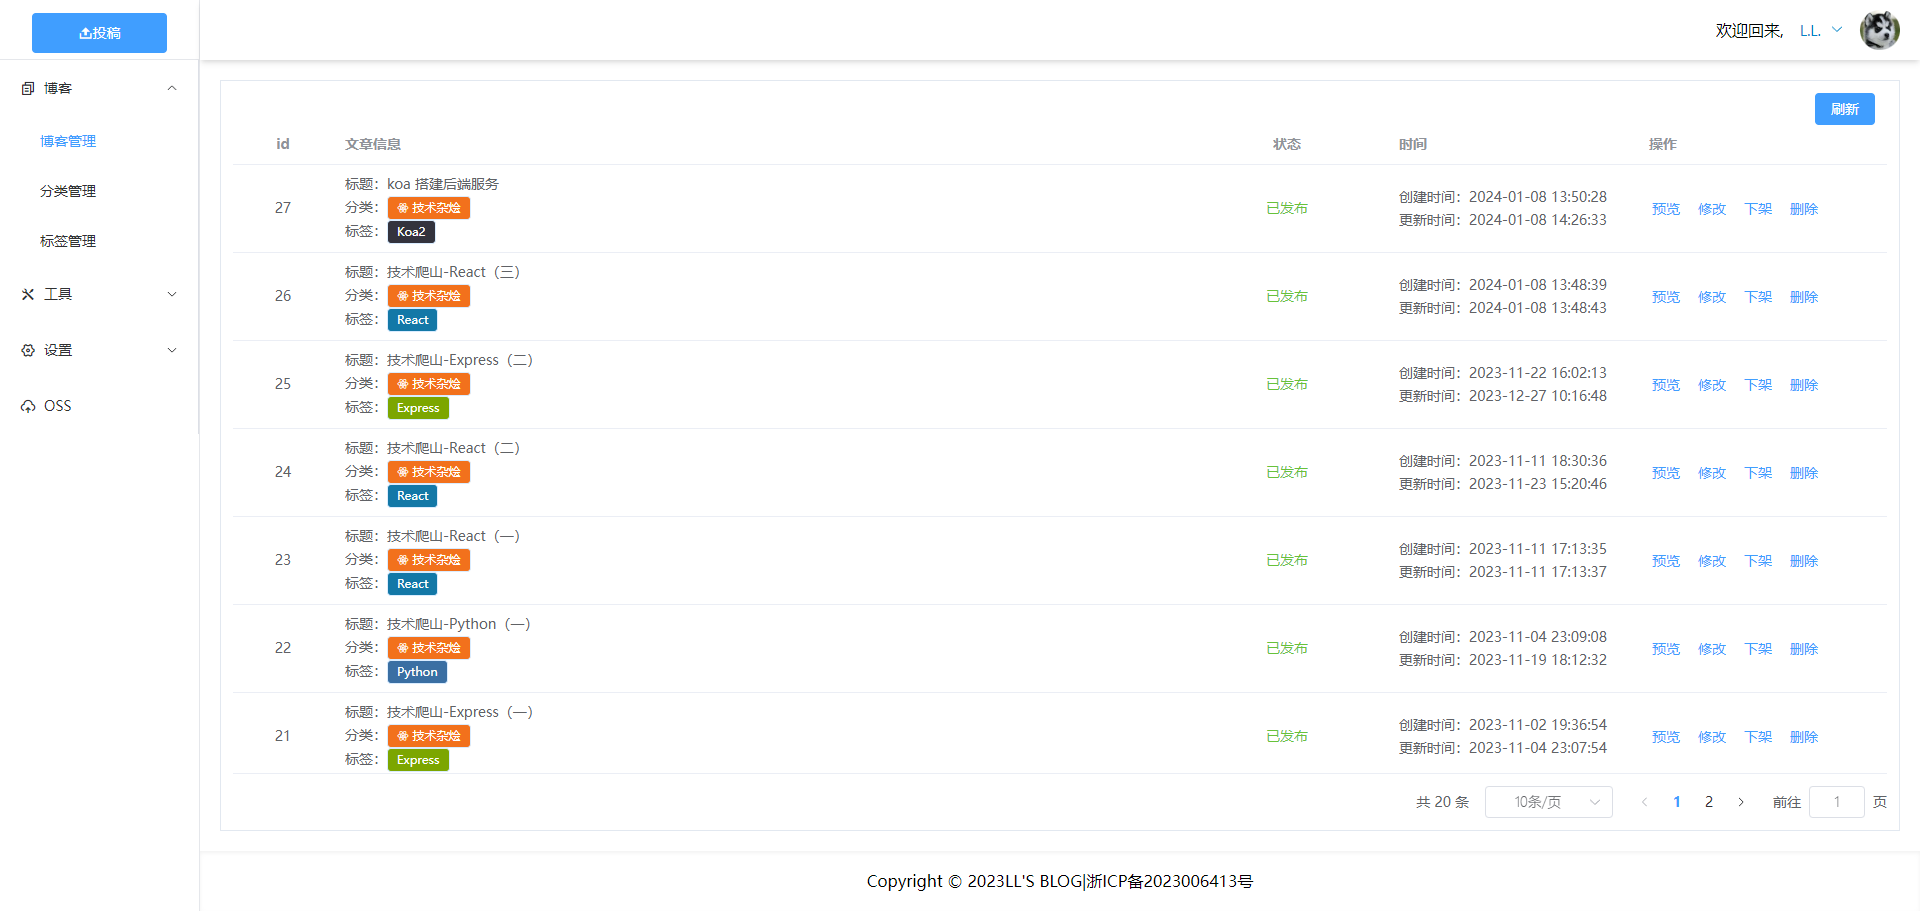 投稿
欢迎回来, L.L.
博客
博客管理
分类管理
标签管理
工具
设置
OSS
刷新
id 文章信息 状态 时间 操作
标题：koa 搭建后端服务
27 分类： 技术杂烩 已发布 创建时间：2024-01-08 13:50:28 预览 修改 下架 删除
更新时间：2024-01-08 14:26:33
标签： Koa2
标题：技术爬山-React（三）
26 分类： 技术杂烩 已发布 创建时间：2024-01-08 13:48:39 预览 修改 下架 删除
更新时间：2024-01-08 13:48:43
标签： React
标题：技术爬山-Express（二）
25 分类： 技术杂烩 已发布 创建时间：2023-11-22 16:02:13 预览 修改 下架 删除
更新时间：2023-12-27 10:16:48
标签： Express
标题：技术爬山-React（二）
24 分类： 技术杂烩 已发布 创建时间：2023-11-11 18:30:36 预览 修改 下架 删除
更新时间：2023-11-23 15:20:46
标签： React
标题：技术爬山-React（一）
23 分类： 技术杂烩 已发布 创建时间：2023-11-11 17:13:35 预览 修改 下架 删除
更新时间：2023-11-11 17:13:37
标签： React
标题：技术爬山-Python（一）
22 分类： 技术杂烩 已发布 创建时间：2023-11-04 23:09:08 预览 修改 下架 删除
更新时间：2023-11-19 18:12:32
标签： Python
标题：技术爬山-Express（一）
21 分类： 技术杂烩 已发布 创建时间：2023-11-02 19:36:54 预览 修改 下架 删除
更新时间：2023-11-04 23:07:54
标签： Express
共 20 条 10条/页 1 2 前往 1 页
Copyright © 2023LL'S BLOG|浙ICP备2023006413号